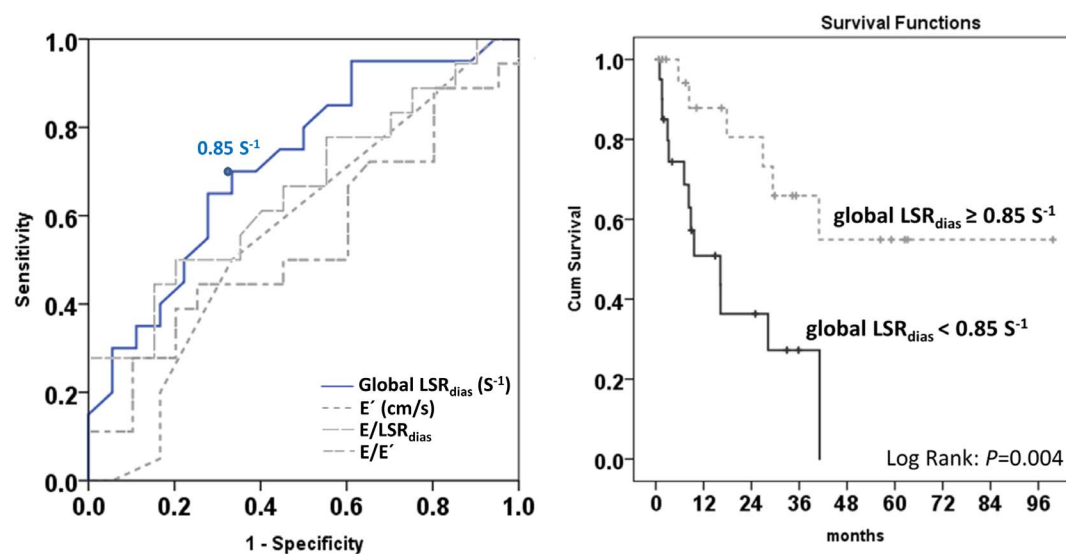 Sensitivity
1.0
0.8
0.6
0.4
0.2
0.0
0.85 S⁻¹
Global LSRdias (S⁻¹)
E´ (cm/s)
E/LSRdias
E/E´
0.0 0.2 0.4 0.6 0.8 1.0
1 - Specificity
Survival Functions
Cum Survival
1.0
0.8
0.6
0.4
0.2
0.0
global LSRdias ≥ 0.85 S⁻¹
global LSRdias < 0.85 S⁻¹
Log Rank: P=0.004
0 12 24 36 48 60 72 84 96
months